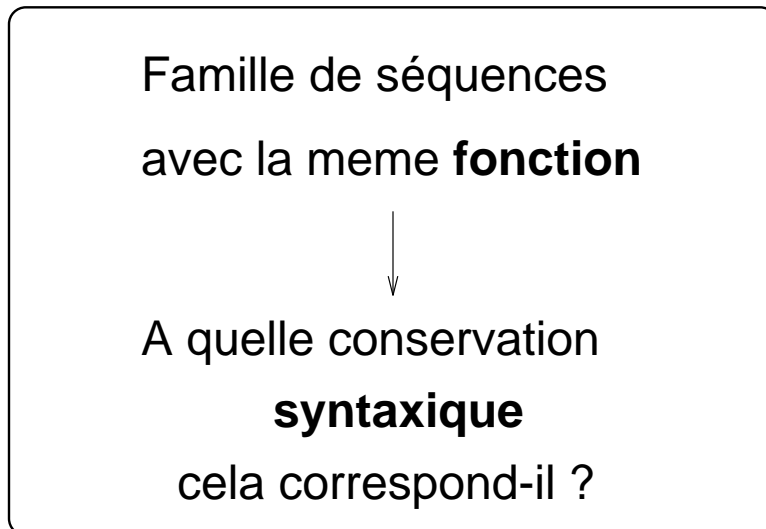 Famille de séquences
avec la meme fonction
A quelle conservation
syntaxique
cela correspond-il ?